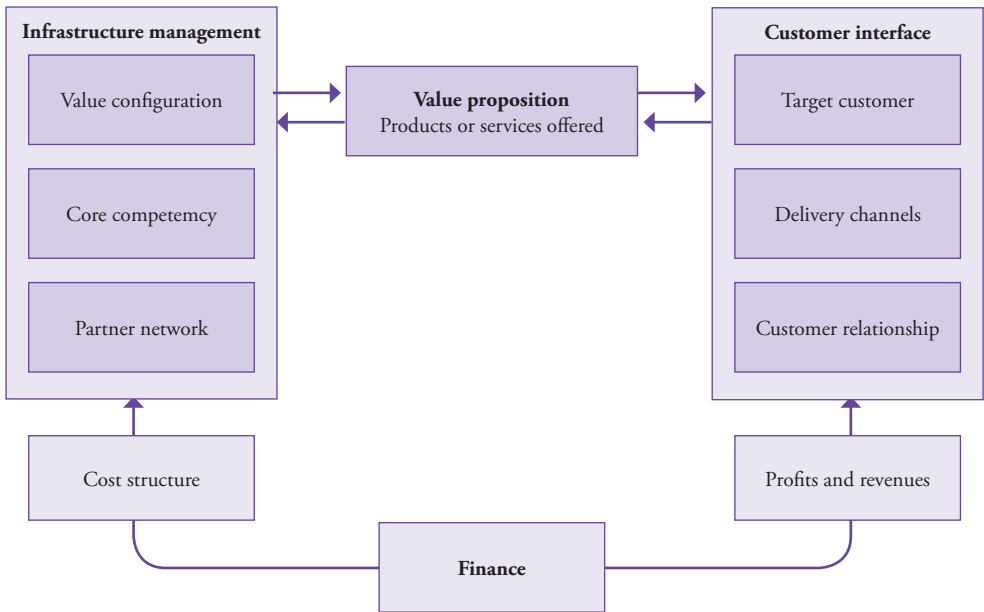 Infrastructure management
Value configuration
Core competemcy
Partner network
Value proposition
Products or services offered
Customer interface
Target customer
Delivery channels
Customer relationship
Cost structure
Profits and revenues
Finance